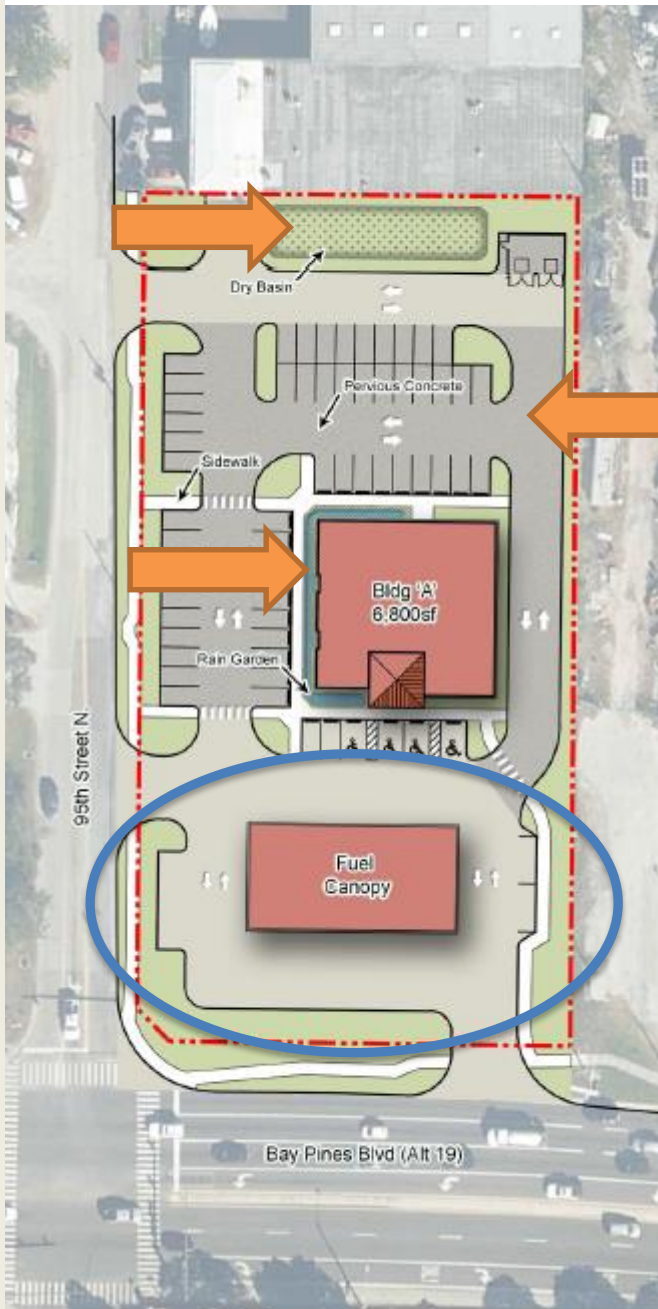 Dry Basin
Pervious Concrete
Sidewalk
Bldg 'A'
6,800sf
Rain Garden
95th Street N.
Fuel
Canopy
Bay Pines Blvd (Alt 19)